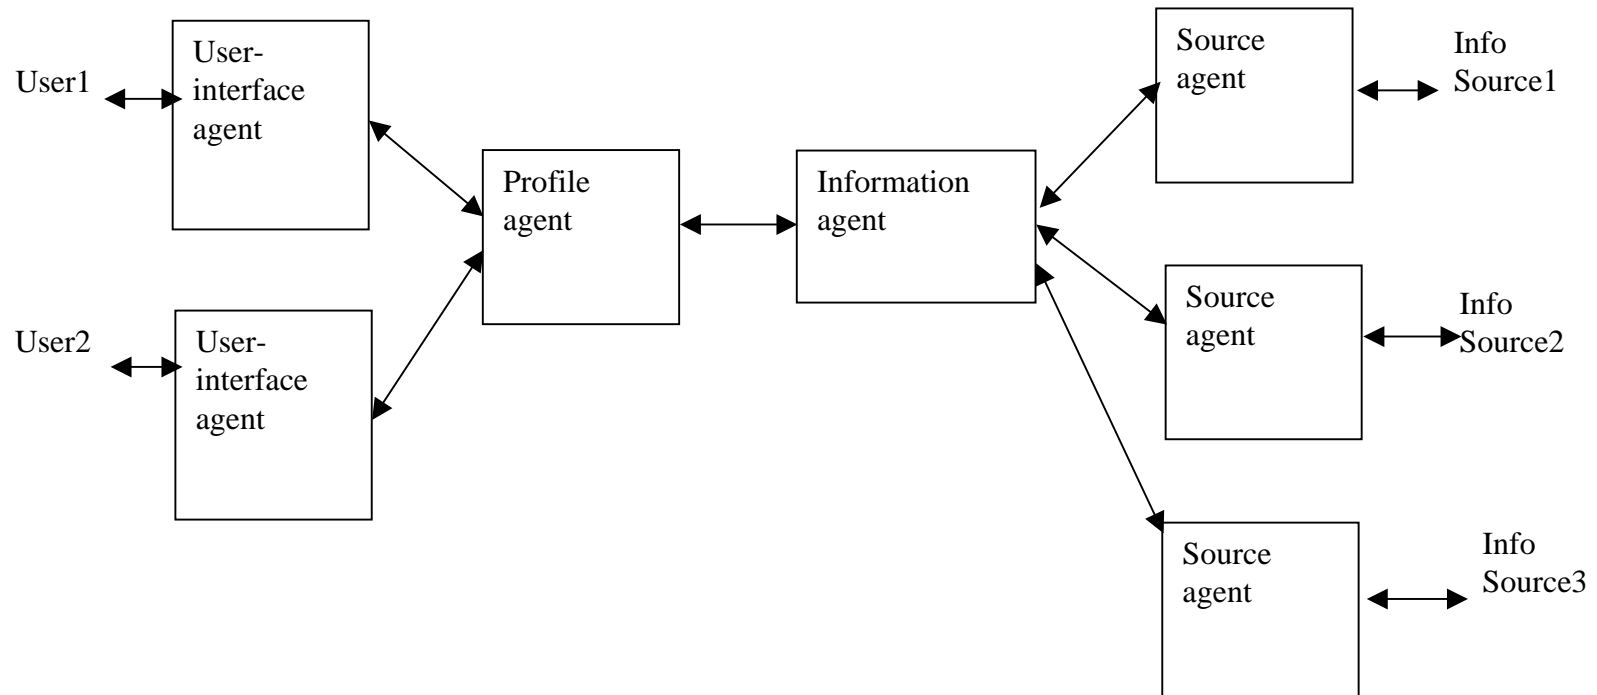 User1
User-
interface
agent
Profile
agent
Information
agent
Source
agent
Info
Source1
User2
User-
interface
agent
Source
agent
Info
Source2
Source
agent
Info
Source3